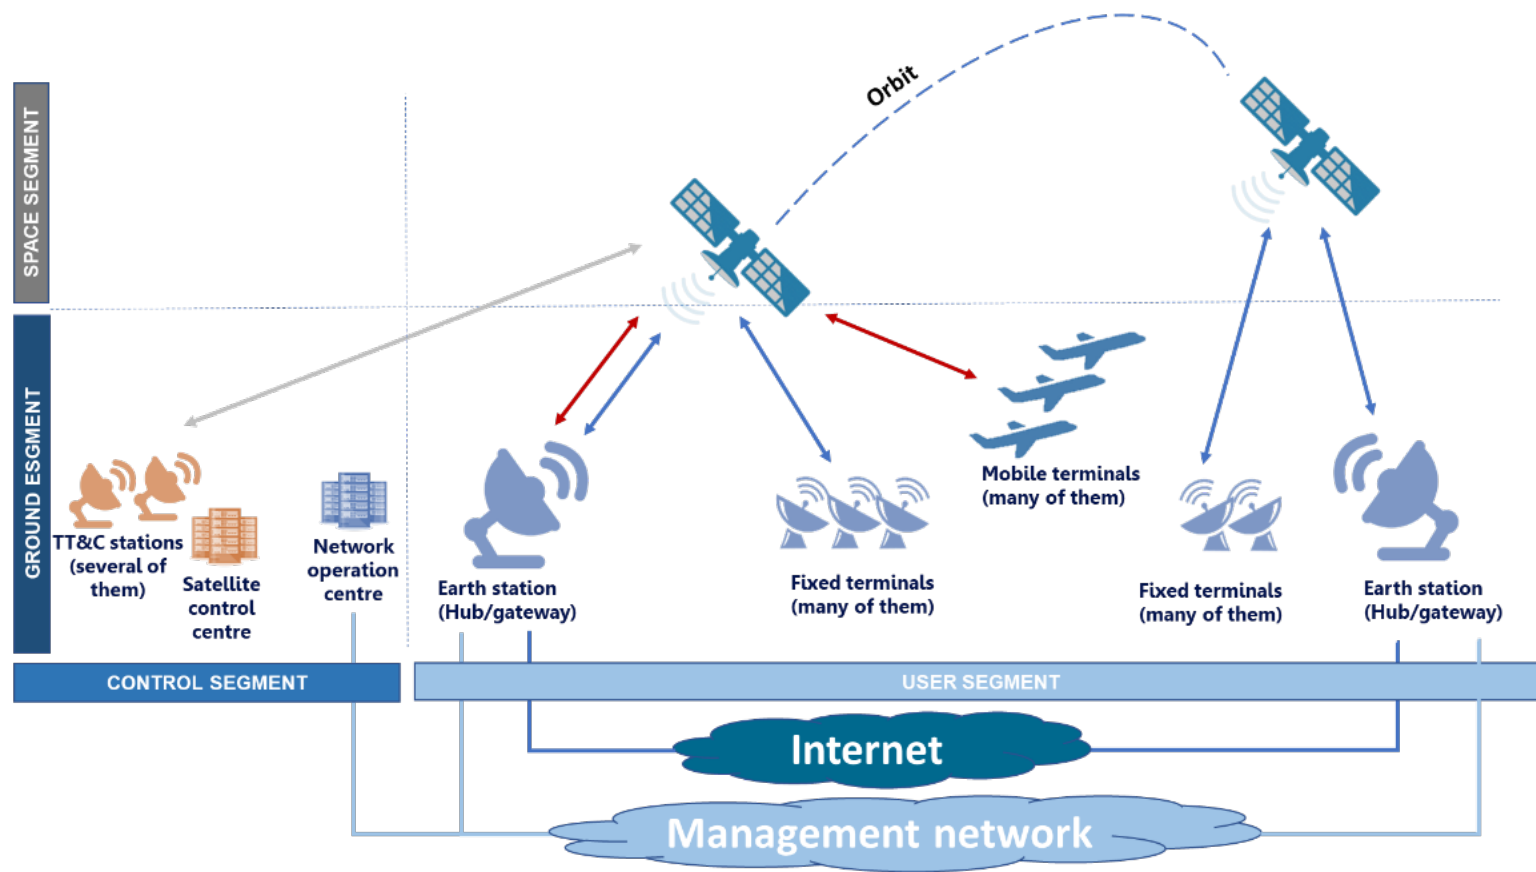 Orbit
SPACE SEGMENT
GROUND ESGMENT
TT&C stations
(several of
them)
Satellite
control
centre
Network
operation
centre
Earth station
(Hub/gateway)
Fixed terminals
(many of them)
Mobile terminals
(many of them)
Fixed terminals
(many of them)
Earth station
(Hub/gateway)
CONTROL SEGMENT
USER SEGMENT
Internet
Management network